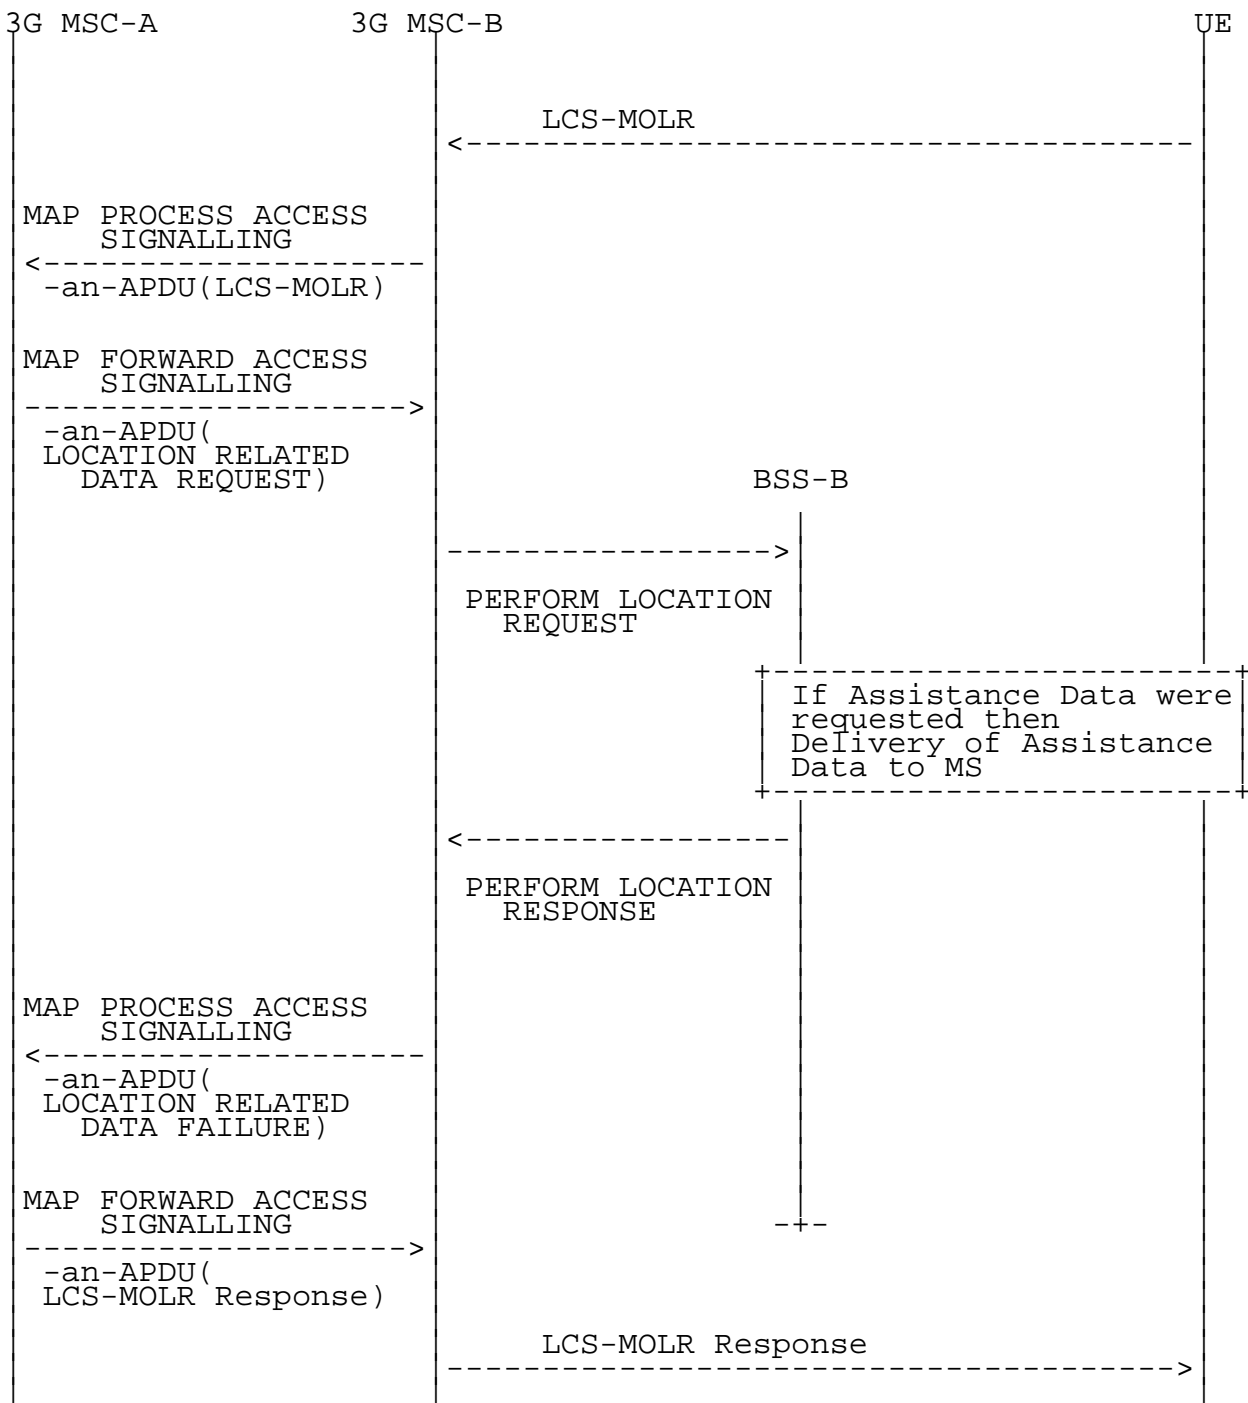 3G MSC-A 3G MSC-B UE
LCS-MOLR
MAP PROCESS ACCESS
SIGNALLING
-an-APDU(LCS-MOLR)
MAP FORWARD ACCESS
SIGNALLING
-an-APDU(
LOCATION RELATED
DATA REQUEST)
BSS-B
PERFORM LOCATION
REQUEST
If Assistance Data were
requested then
Delivery of Assistance
Data to MS
PERFORM LOCATION
RESPONSE
MAP PROCESS ACCESS
SIGNALLING
-an-APDU(
LOCATION RELATED
DATA FAILURE)
MAP FORWARD ACCESS
SIGNALLING
-an-APDU(
LCS-MOLR Response)
LCS-MOLR Response